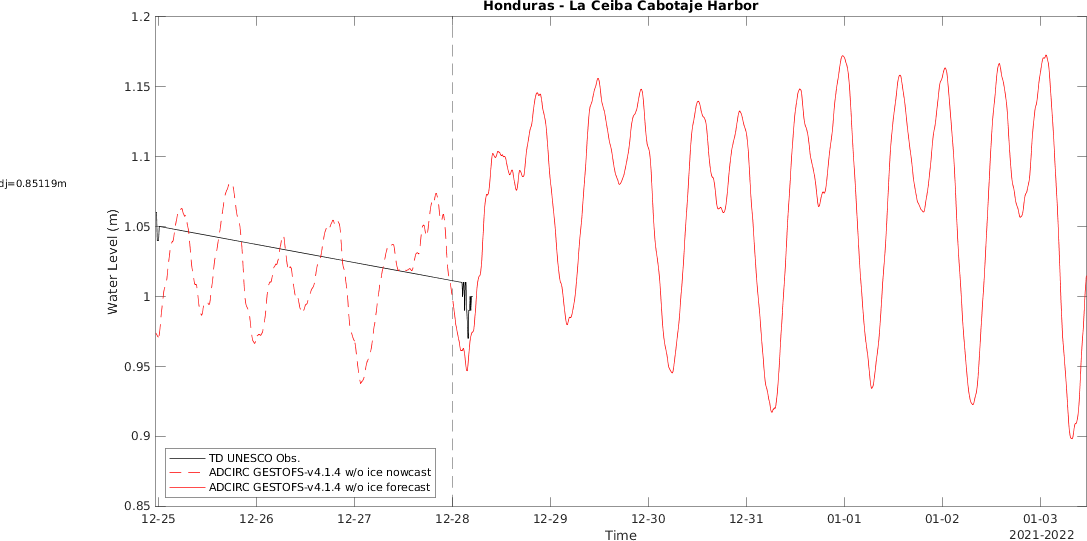 Honduras - La Ceiba Cabotaje Harbor
dj=0.85119m
Water Level (m)
1.2
1.15
1.1
1.05
1
0.95
0.9
0.85
TD UNESCO Obs.
ADCIRC GESTOFS-v4.1.4 w/o ice nowcast
ADCIRC GESTOFS-v4.1.4 w/o ice forecast
12-25 12-26 12-27 12-28 12-29 12-30 12-31 01-01 01-02 01-03
Time
2021-2022